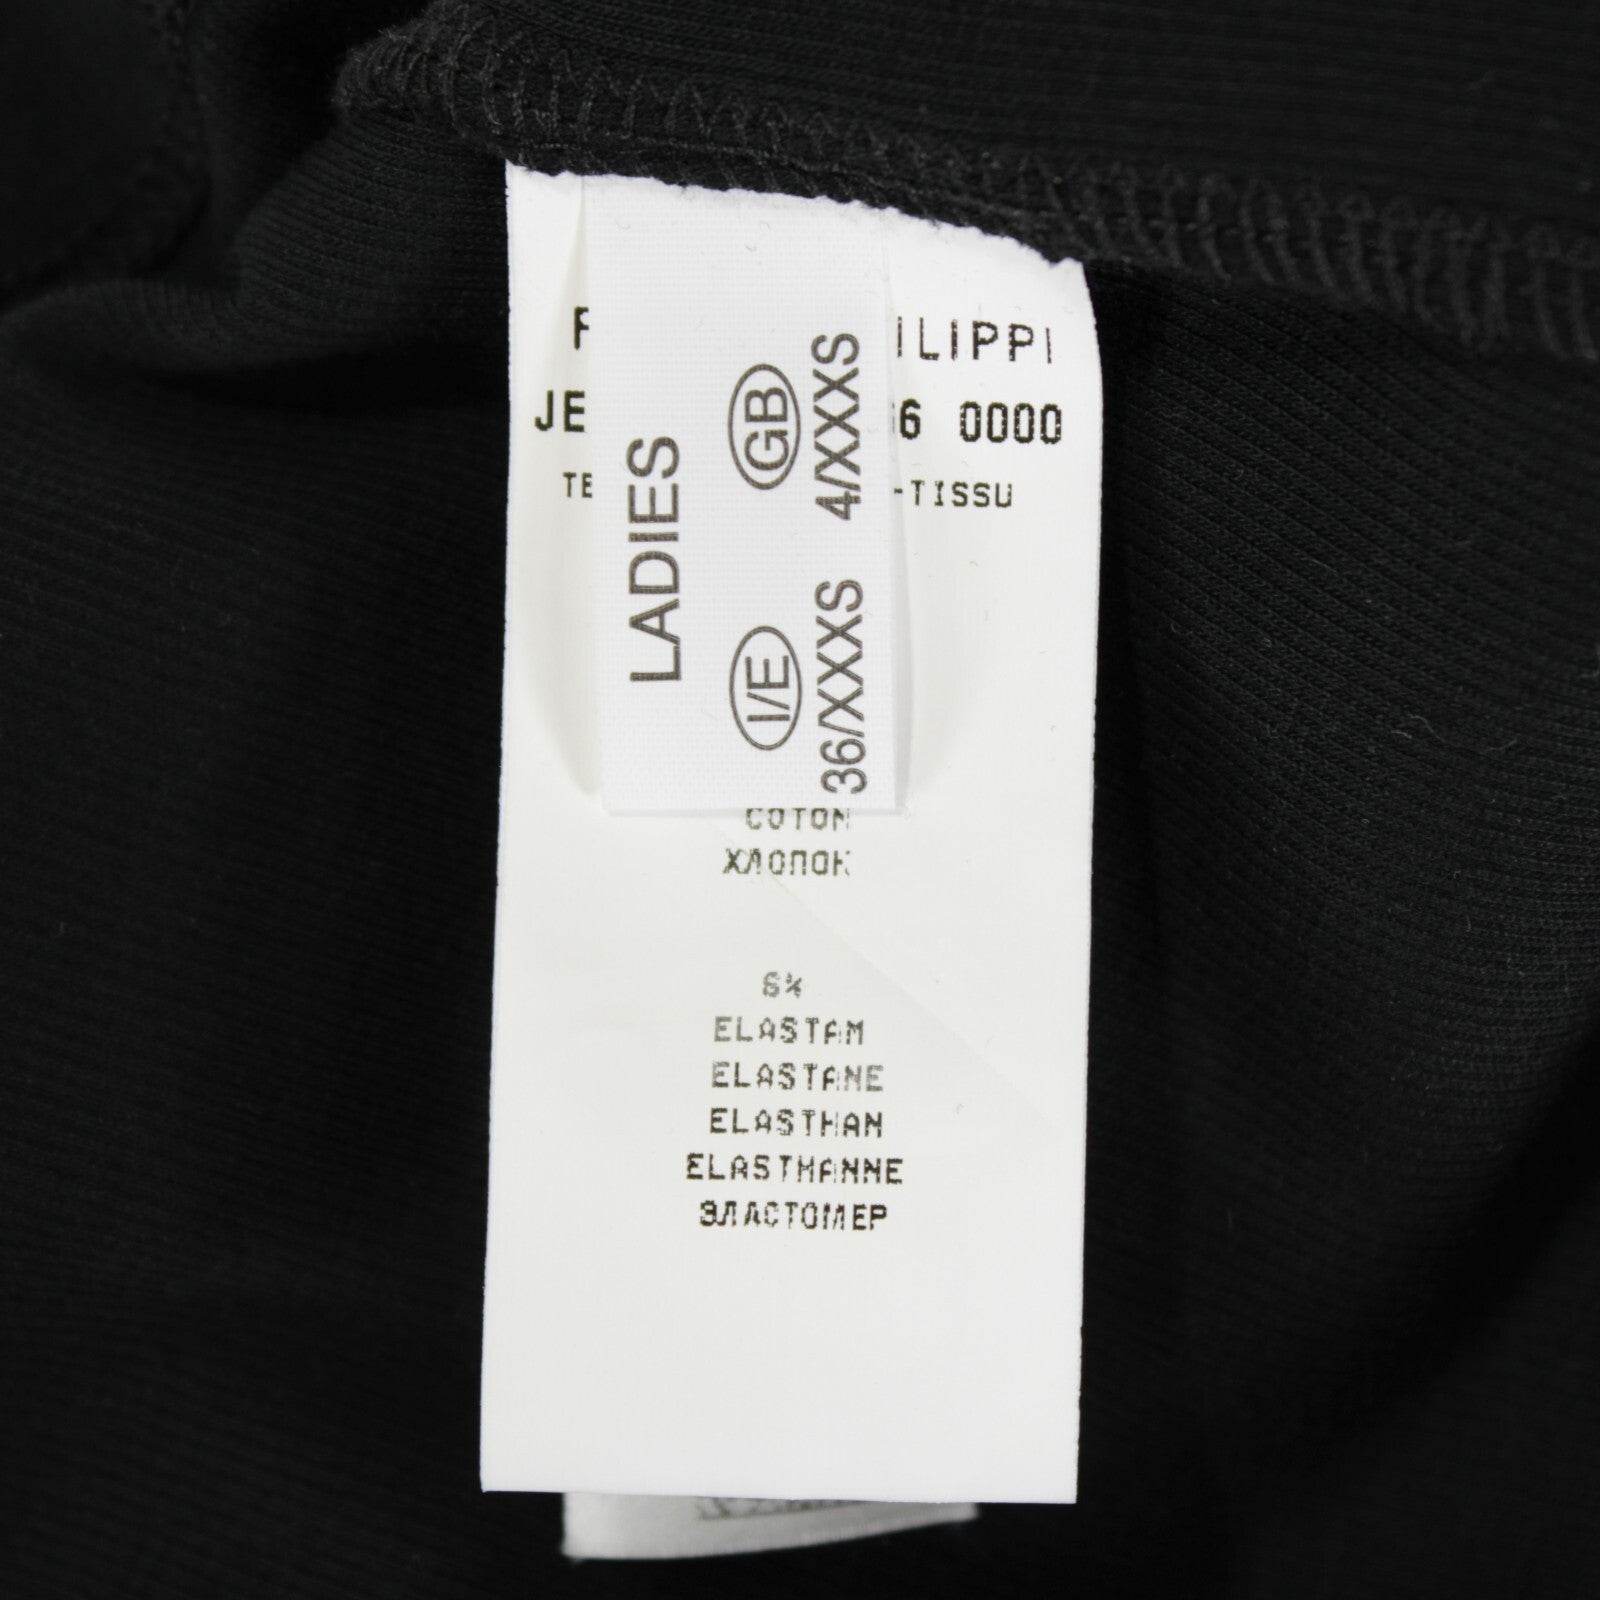 LADIES
I/E GB
36/XXXS 4/XXXS
ILIPPI
JE 66 0000
TE -TISSU
COTON
ХЛОПОК
6%
ELASTAM
ELASTANE
ELASTHAN
ELASTHANNE
ЭЛАСТОМЕР